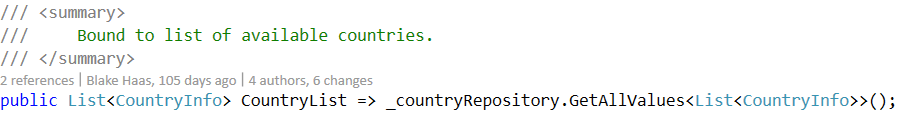 /// <summary>
///     Bound to list of available countries.
/// </summary>
2 references | Blake Haas, 105 days ago | 4 authors, 6 changes
public List<CountryInfo> CountryList => _countryRepository.GetAllValues<List<CountryInfo>>();